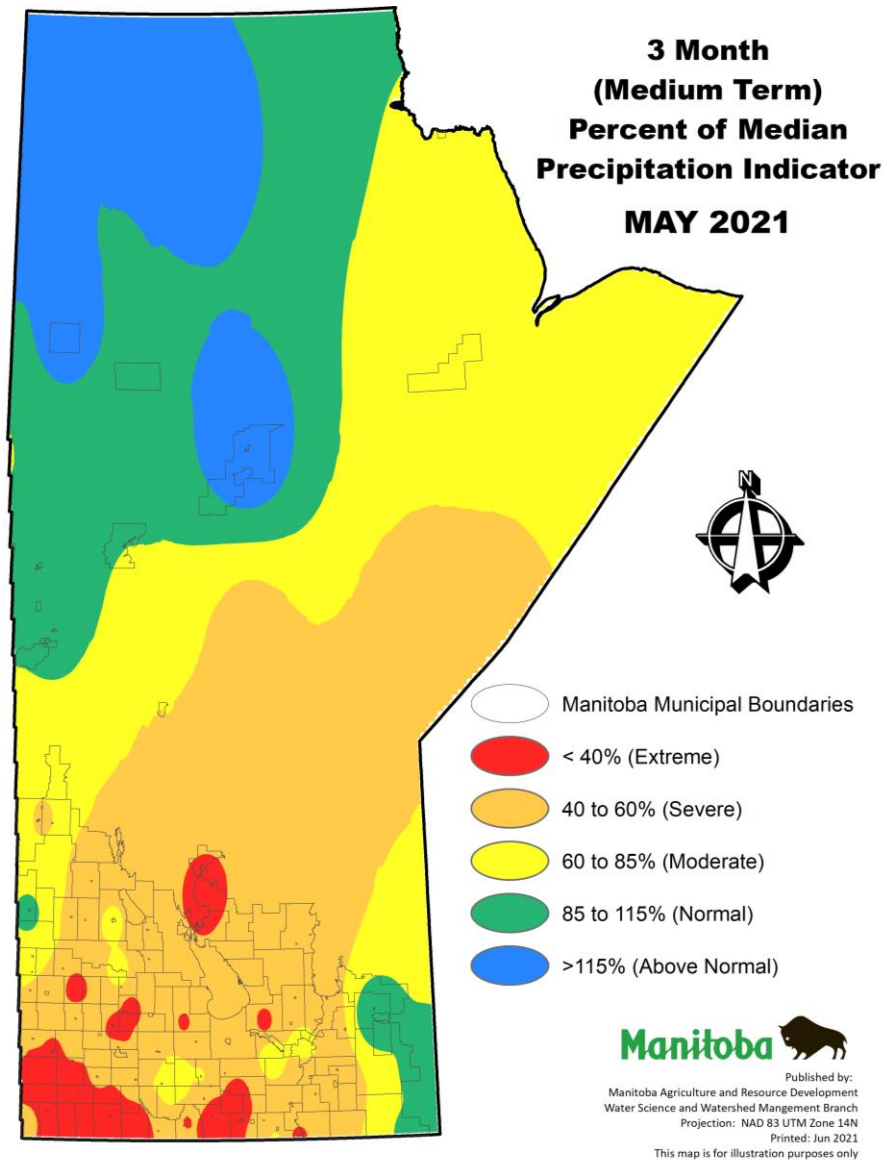 3 Month
(Medium Term)
Percent of Median
Precipitation Indicator
MAY 2021
N
Manitoba Municipal Boundaries
< 40% (Extreme)
40 to 60% (Severe)
60 to 85% (Moderate)
85 to 115% (Normal)
>115% (Above Normal)
Manitoba
Published by:
Manitoba Agriculture and Resource Development
Water Science and Watershed Mangement Branch
Projection: NAD 83 UTM Zone 14N
Printed: Jun 2021
This map is for illustration purposes only